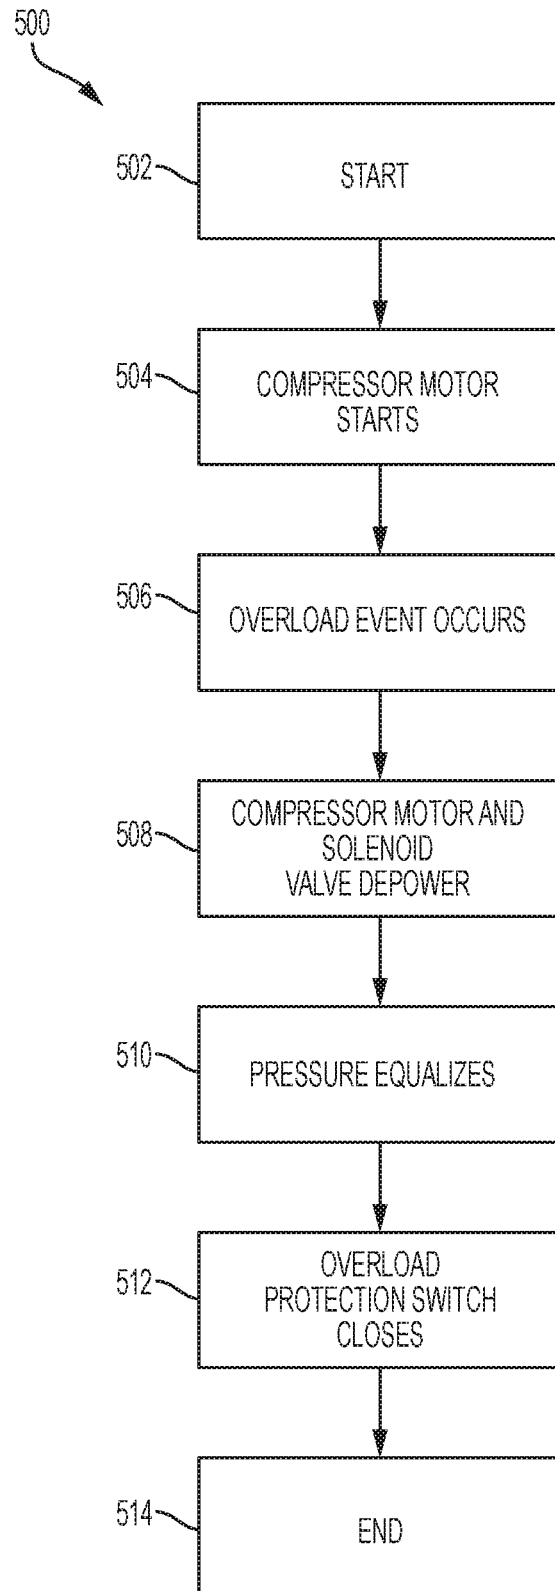 500
502
START
504
COMPRESSOR MOTOR
STARTS
506
OVERLOAD EVENT OCCURS
508
COMPRESSOR MOTOR AND
SOLENOID
VALVE DEPOWER
510
PRESSURE EQUALIZES
512
OVERLOAD
PROTECTION SWITCH
CLOSES
514
END